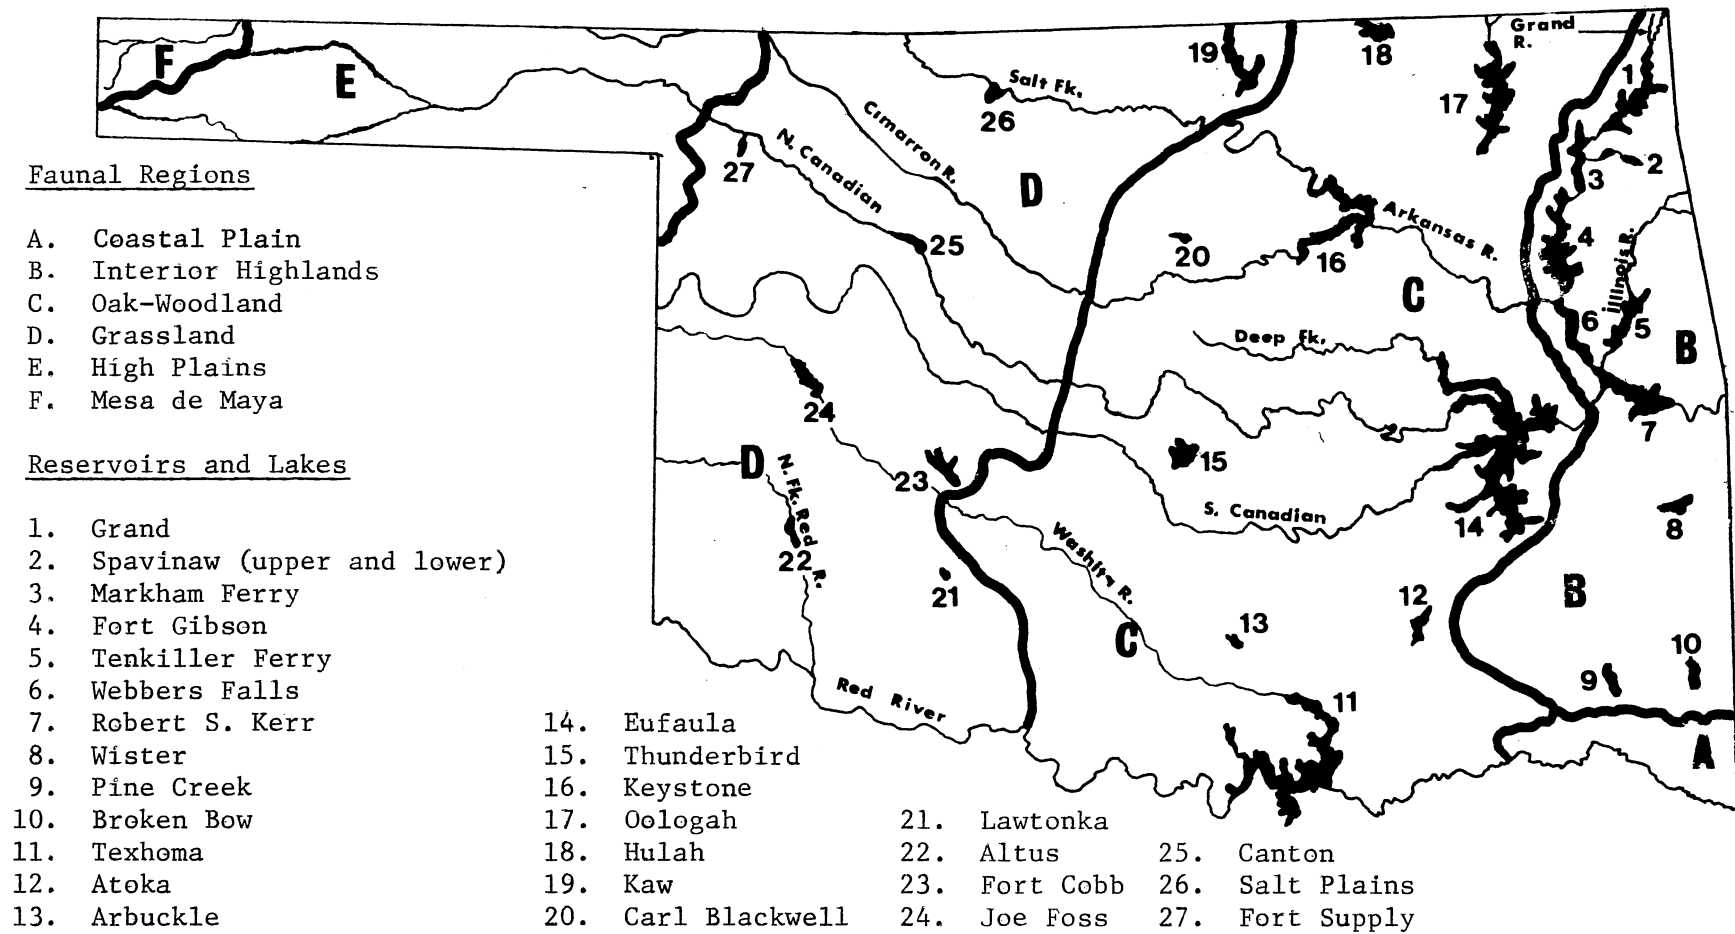 Grand
R.
F
E
19
18
1
17
Salt Fk.
26
Cimarron R.
N. Canadian
27
2
3
D
Arkansas R.
25
20
16
4
Illinois R.
C
6
5
B
Deep Fk.
24
7
D
23
15
N. Fk. Red R.
S. Canadian
14
8
Washita R.
22
21
12
13
B
C
10
9
Red River
11
A
Faunal Regions
A. Coastal Plain
B. Interior Highlands
C. Oak-Woodland
D. Grassland
E. High Plains
F. Mesa de Maya
Reservoirs and Lakes
1. Grand
2. Spavinaw (upper and lower)
3. Markham Ferry
4. Fort Gibson
5. Tenkiller Ferry
6. Webbers Falls
7. Robert S. Kerr
8. Wister
9. Pine Creek
10. Broken Bow
11. Texhoma
12. Atoka
13. Arbuckle
14. Eufaula
15. Thunderbird
16. Keystone
17. Oologah
18. Hulah
19. Kaw
20. Carl Blackwell
21. Lawtonka
22. Altus
23. Fort Cobb
24. Joe Foss
25. Canton
26. Salt Plains
27. Fort Supply